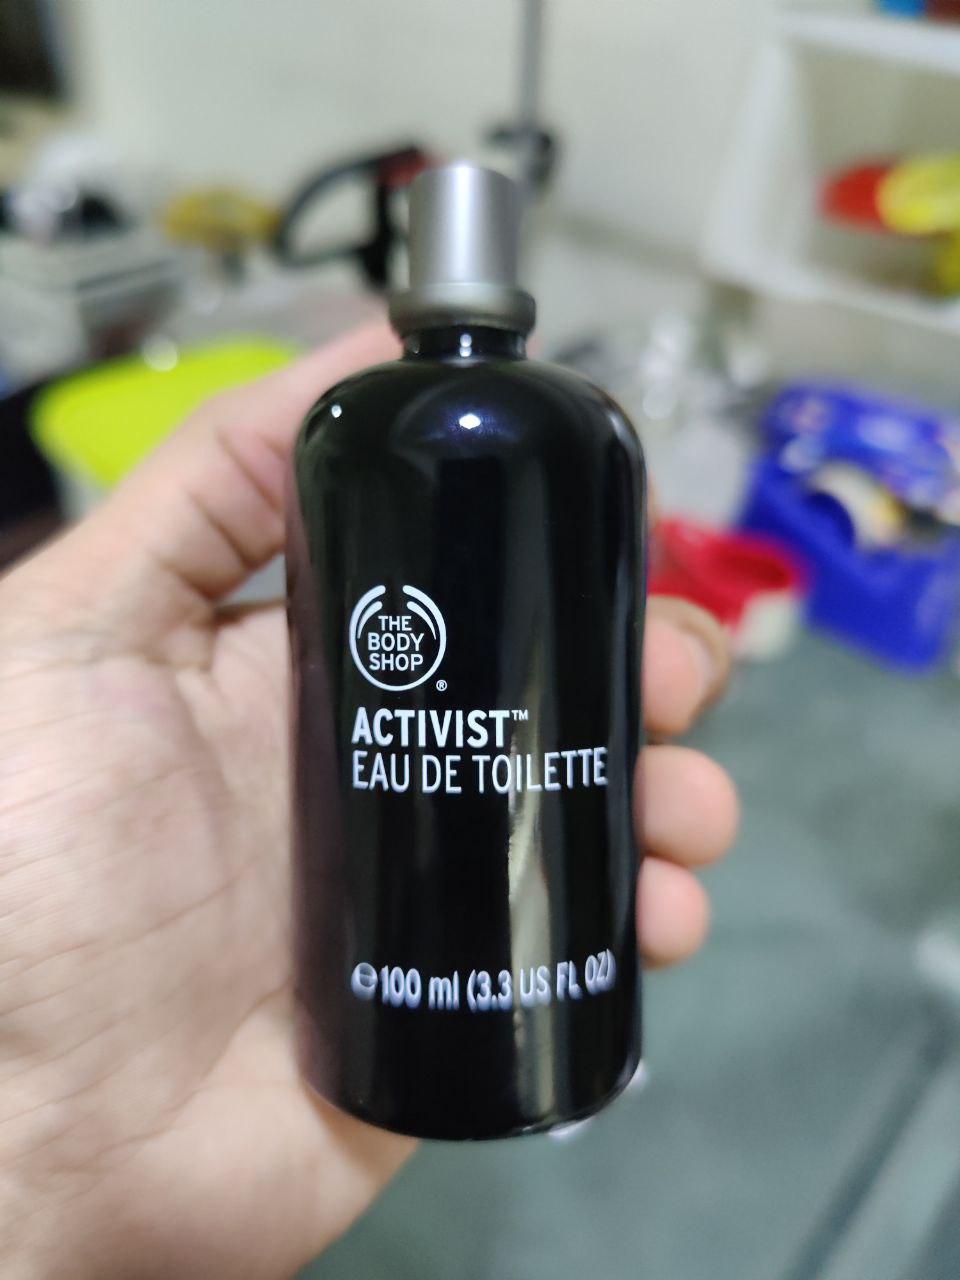 THE
BODY
SHOP
®
ACTIVIST™
EAU DE TOILETTE
℮100 ml (3.3 US FL OZ)